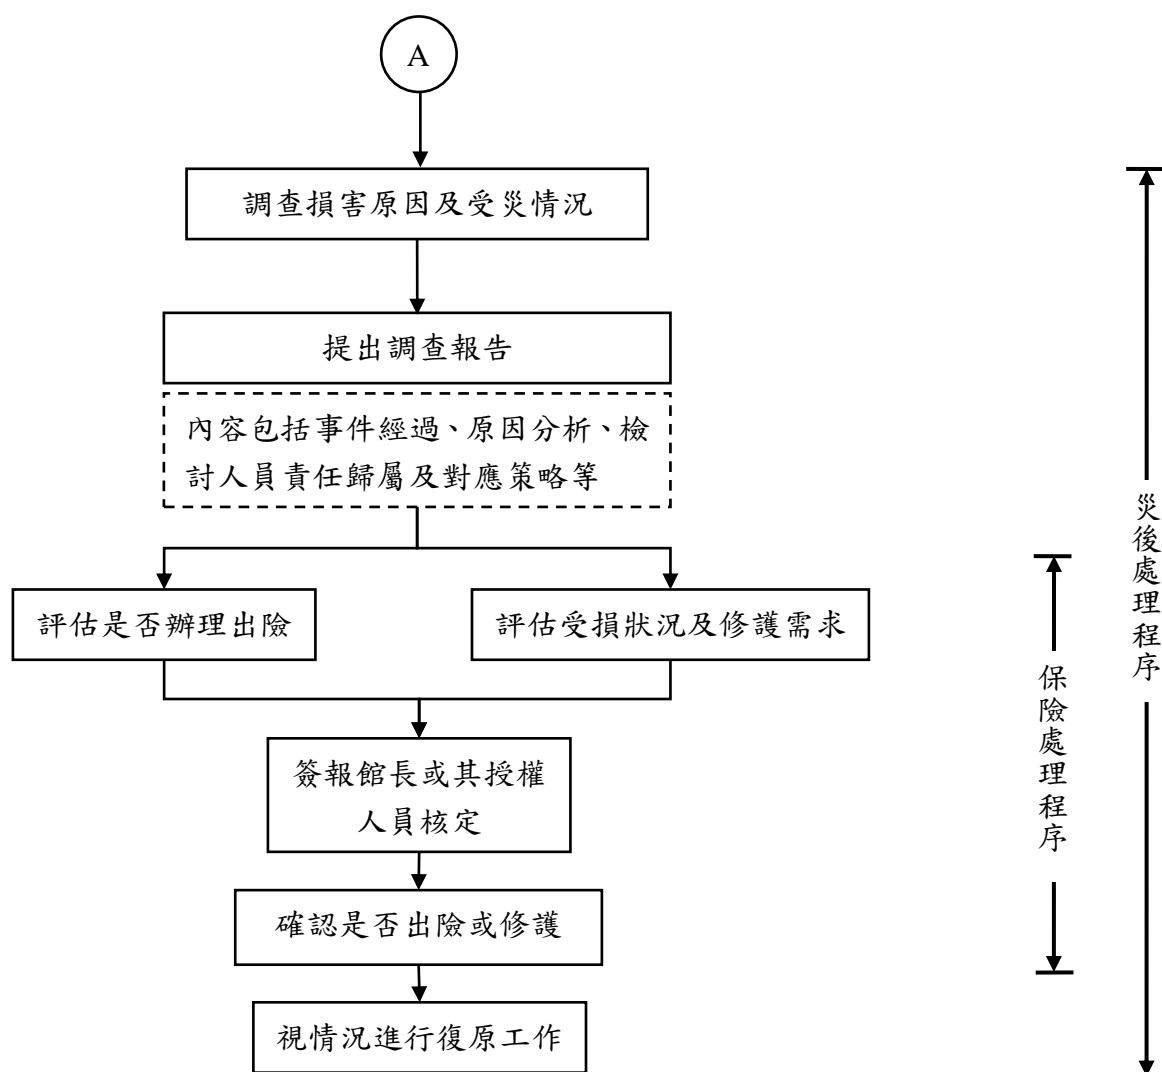 A
調查損害原因及受災情況
提出調查報告
內容包括事件經過、原因分析、檢
討人員責任歸屬及對應策略等
評估是否辦理出險
評估受損狀況及修護需求
簽報館長或其授權
人員核定
確認是否出險或修護
視情況進行復原工作
保險處理程序
災後處理程序